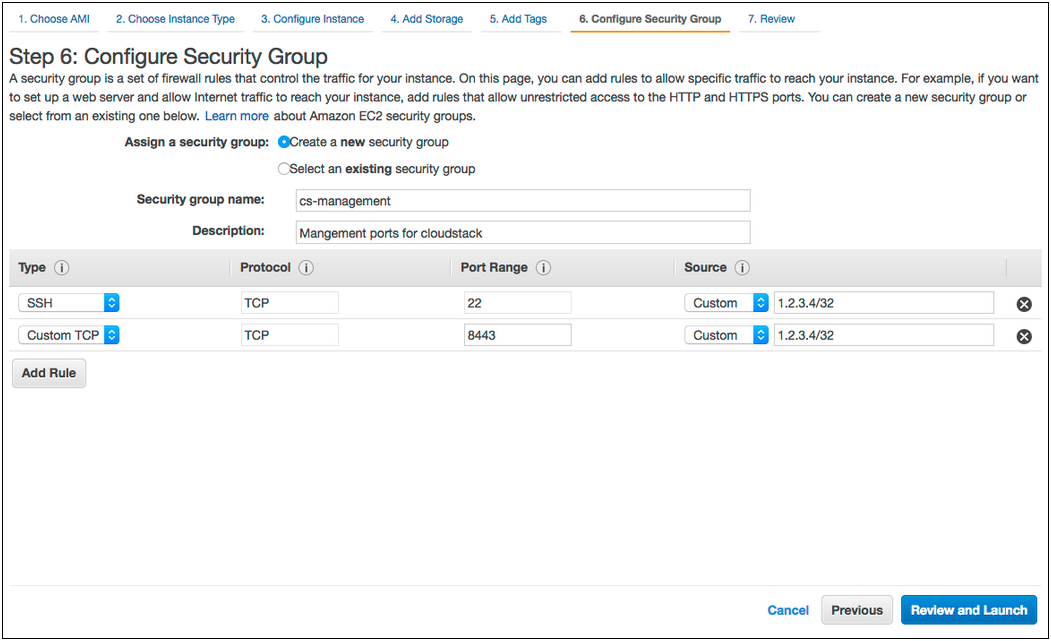 1. Choose AMI 2. Choose Instance Type 3. Configure Instance 4. Add Storage 5. Add Tags 6. Configure Security Group 7. Review
Step 6: Configure Security Group
A security group is a set of firewall rules that control the traffic for your instance. On this page, you can add rules to allow specific traffic to reach your instance. For example, if you want
to set up a web server and allow Internet traffic to reach your instance, add rules that allow unrestricted access to the HTTP and HTTPS ports. You can create a new security group or
select from an existing one below. Learn more about Amazon EC2 security groups.
Assign a security group: Create a new security group
Select an existing security group
Security group name: cs-management
Description: Mangement ports for cloudstack
Type i Protocol i Port Range i Source i
SSH TCP 22 Custom 1.2.3.4/32
Custom TCP TCP 8443 Custom 1.2.3.4/32
Add Rule
Cancel Previous Review and Launch